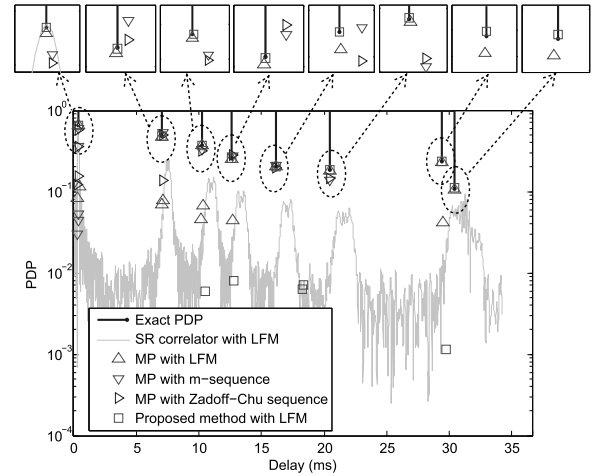 10^0
10^−1
10^−2
10^−3
10^−4
PDP
Exact PDP
SR correlator with LFM
MP with LFM
MP with m−sequence
MP with Zadoff−Chu sequence
Proposed method with LFM
0 5 10 15 20 25 30 35
Delay (ms)